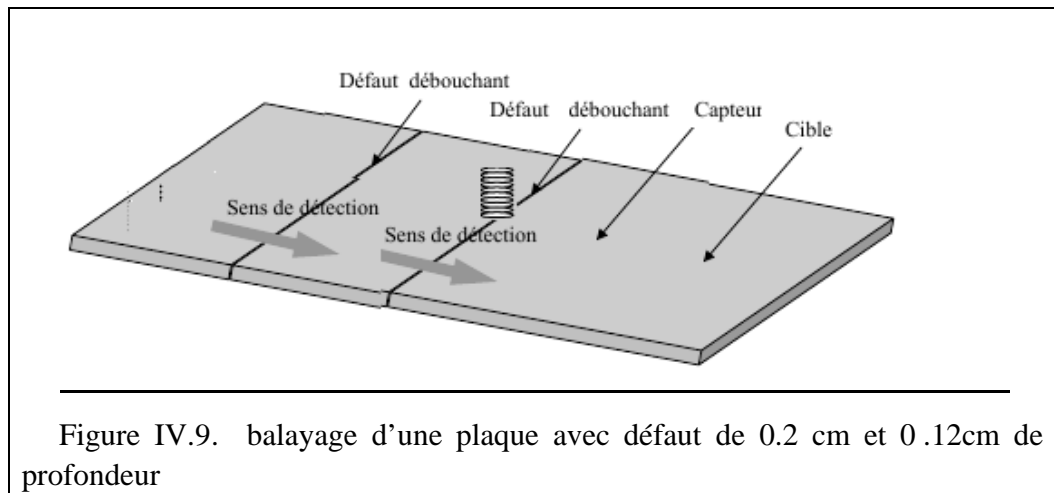 Défaut débouchant
Défaut débouchant
Capteur
Cible
Sens de détection
Sens de détection
Figure IV.9. balayage d’une plaque avec défaut de 0.2 cm et 0 .12cm de
profondeur